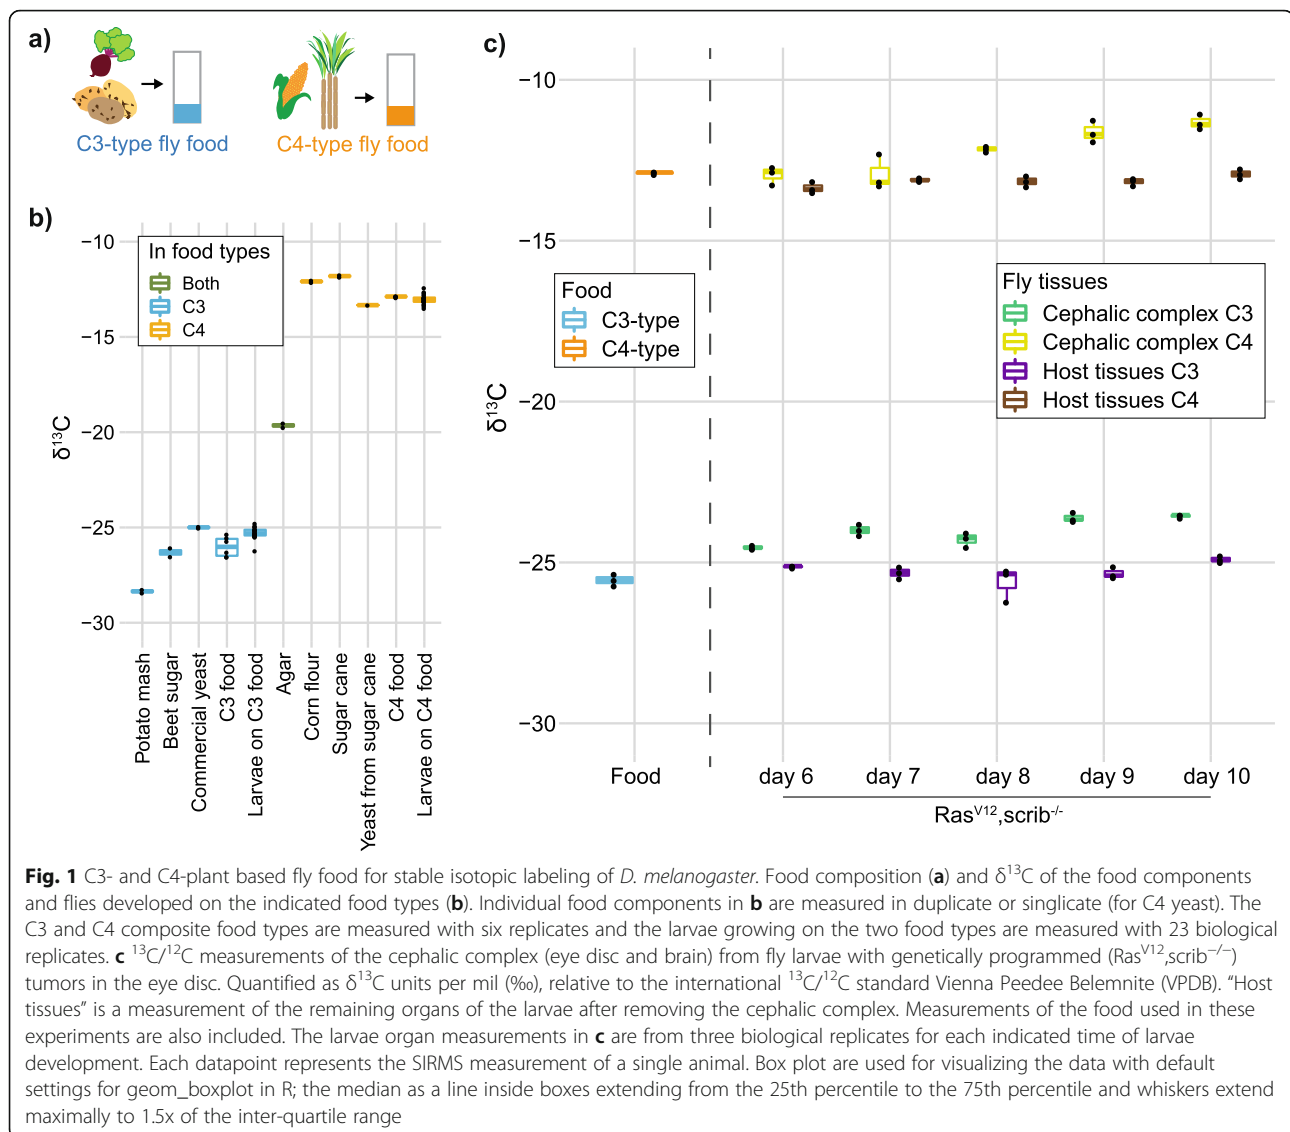 a)
C3-type fly food
C4-type fly food
b)
−10
−15
−20
−25
−30
δ13C
In food types
Both
C3
C4
Potato mash
Beet sugar
Commercial yeast
C3 food
Larvae on C3 food
Agar
Corn flour
Sugar cane
Yeast from sugar cane
C4 food
Larvae on C4 food
c)
−10
−15
−20
−25
−30
δ13C
Food
C3-type
C4-type
Fly tissues
Cephalic complex C3
Cephalic complex C4
Host tissues C3
Host tissues C4
Food
day 6
day 7
day 8
day 9
day 10
RasV12,scrib-/-
Fig. 1 C3- and C4-plant based fly food for stable isotopic labeling of D. melanogaster. Food composition (a) and δ13C of the food components
and flies developed on the indicated food types (b). Individual food components in b are measured in duplicate or singlicate (for C4 yeast). The
C3 and C4 composite food types are measured with six replicates and the larvae growing on the two food types are measured with 23 biological
replicates. c 13C/12C measurements of the cephalic complex (eye disc and brain) from fly larvae with genetically programmed (RasV12,scrib−/−)
tumors in the eye disc. Quantified as δ13C units per mil (‰), relative to the international 13C/12C standard Vienna Peedee Belemnite (VPDB). “Host
tissues” is a measurement of the remaining organs of the larvae after removing the cephalic complex. Measurements of the food used in these
experiments are also included. The larvae organ measurements in c are from three biological replicates for each indicated time of larvae
development. Each datapoint represents the SIRMS measurement of a single animal. Box plot are used for visualizing the data with default
settings for geom_boxplot in R; the median as a line inside boxes extending from the 25th percentile to the 75th percentile and whiskers extend
maximally to 1.5x of the inter-quartile range